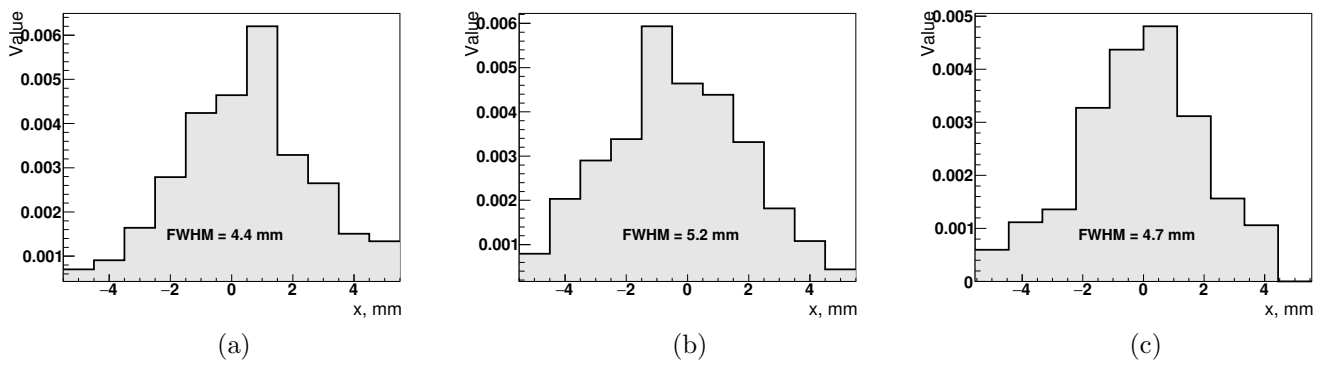 Value
0.006
0.005
0.004
0.003
0.002
0.001
FWHM = 4.4 mm
−4 −2 0 2 4
x, mm
(a)
Value
0.006
0.005
0.004
0.003
0.002
0.001
FWHM = 5.2 mm
−4 −2 0 2 4
x, mm
(b)
Value
0.005
0.004
0.003
0.002
0.001
0
FWHM = 4.7 mm
−4 −2 0 2 4
x, mm
(c)